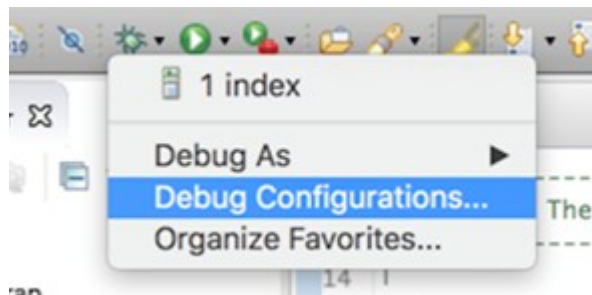 1 index
Debug As
Debug Configurations...
The
Organize Favorites...
14